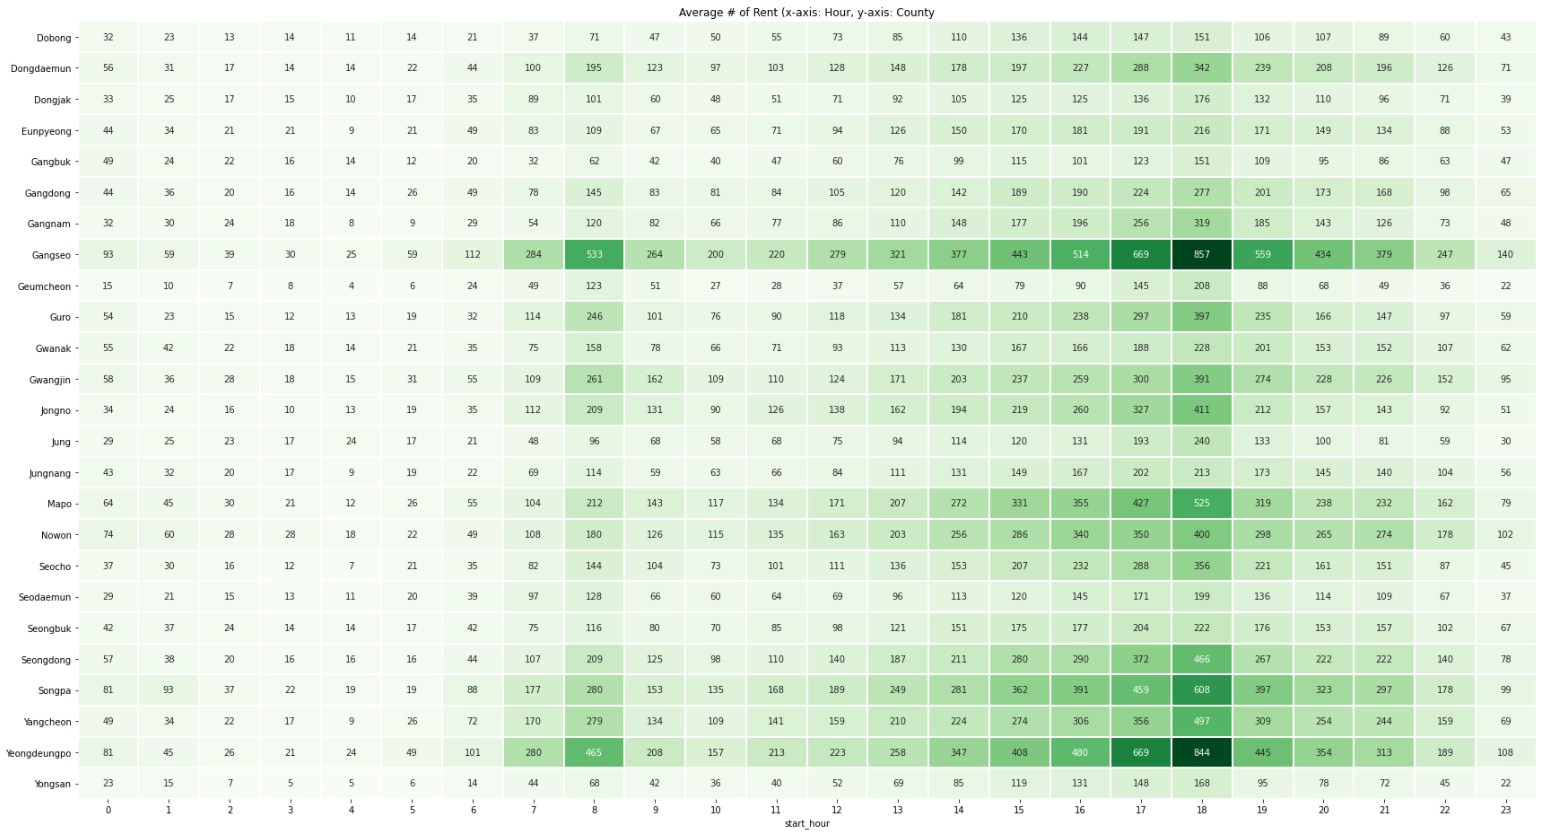 Average # of Rent (x-axis: Hour, y-axis: County
Dobong 32 23 13 14 11 14 21 37 71 47 50 55 73 85 110 136 144 147 151 106 107 89 60 43
Dongdaemun 56 31 17 14 14 22 44 100 195 123 97 103 128 148 178 197 227 288 342 239 208 196 126 71
Dongjak 33 25 17 15 10 17 35 89 101 60 48 51 71 92 105 125 125 136 176 132 110 96 71 39
Eunpyeong 44 34 21 21 9 21 49 83 109 67 65 71 94 126 150 170 181 191 216 171 149 134 88 53
Gangbuk 49 24 22 16 14 12 20 32 62 42 40 47 60 76 99 115 101 123 151 109 95 86 63 47
Gangdong 44 36 20 16 14 26 49 78 145 83 81 84 105 120 142 189 190 224 277 201 173 168 98 65
Gangnam 32 30 24 18 8 9 29 54 120 82 66 77 86 110 148 177 196 256 319 185 143 126 73 48
Gangseo 93 59 39 30 25 59 112 284 533 264 200 220 279 321 377 443 514 669 857 559 434 379 247 140
Geumcheon 15 10 7 8 4 6 24 49 123 51 27 28 37 57 64 79 90 145 208 88 68 49 36 22
Guro 54 23 15 12 13 19 32 114 246 101 76 90 118 134 181 210 238 297 397 235 166 147 97 59
Gwanak 55 42 22 18 14 21 35 75 158 78 66 71 93 113 130 167 166 188 228 201 153 152 107 62
Gwangjin 58 36 28 18 15 31 55 109 261 162 109 110 124 171 203 237 259 300 391 274 228 226 152 95
Jongno 34 24 16 10 13 19 35 112 209 131 90 126 138 162 194 219 260 327 411 212 157 143 92 51
Jung 29 25 23 17 24 17 21 48 96 68 58 68 75 94 114 120 131 193 240 133 100 81 59 30
Jungnang 43 32 20 17 9 19 22 69 114 59 63 66 84 111 131 149 167 202 213 173 145 140 104 56
Mapo 64 45 30 21 12 26 55 104 212 143 117 134 171 207 272 331 355 427 525 319 238 232 162 79
Nowon 74 60 28 28 18 22 49 108 180 126 115 135 163 203 256 286 340 350 400 298 265 274 178 102
Seocho 37 30 16 12 7 21 35 82 144 104 73 101 111 136 153 207 232 288 356 221 161 151 87 45
Seodaemun 29 21 15 13 11 20 39 97 128 66 60 64 69 96 113 120 145 171 199 136 114 109 67 37
Seongbuk 42 37 24 14 14 17 42 75 116 80 70 85 98 121 151 175 177 204 222 176 153 157 102 67
Seongdong 57 38 20 16 16 16 44 107 209 125 98 110 140 187 211 280 290 372 466 267 222 222 140 78
Songpa 81 93 37 22 19 19 88 177 280 153 135 168 189 249 281 362 391 459 608 397 323 297 178 99
Yangcheon 49 34 22 17 9 26 72 170 279 134 109 141 159 210 224 274 306 356 497 309 254 244 159 69
Yeongdeungpo 81 45 26 21 24 49 101 280 465 208 157 213 223 258 347 408 480 669 844 445 354 313 189 108
Yongsan 23 15 7 5 5 6 14 44 68 42 36 40 52 69 85 119 131 148 168 95 78 72 45 22
0 1 2 3 4 5 6 7 8 9 10 11 12 13 14 15 16 17 18 19 20 21 22 23
start_hour